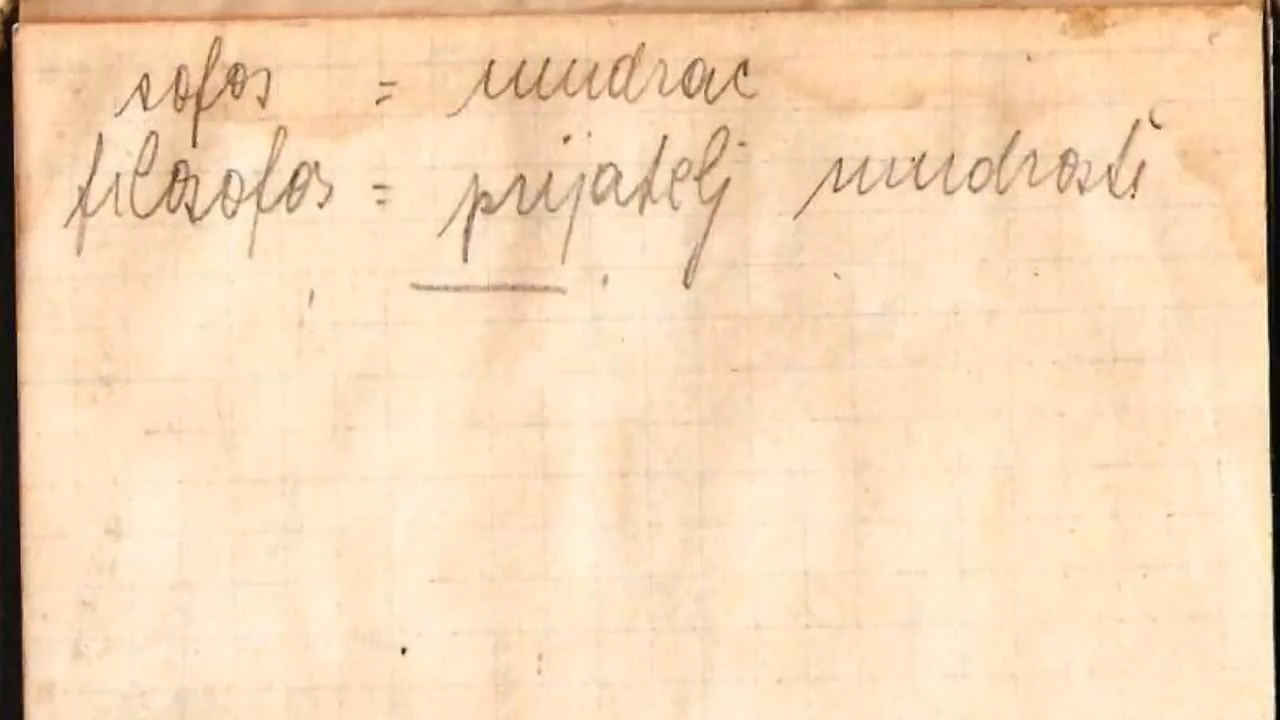 sofos = mudrac
filozofos = prijatelj mudrosti